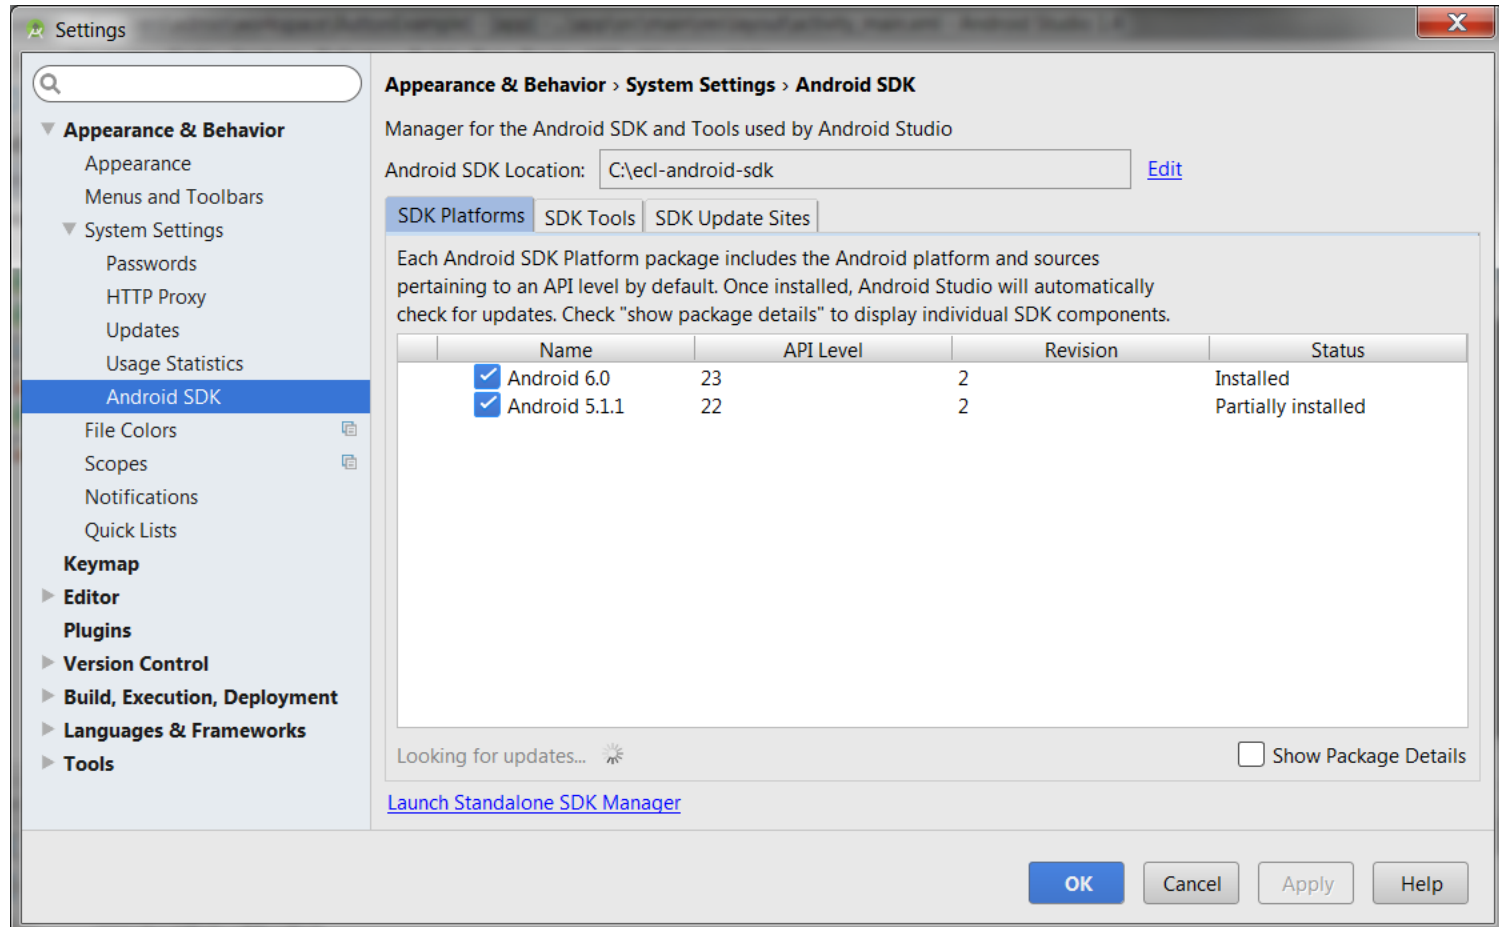 Settings
Appearance & Behavior
Appearance
Menus and Toolbars
System Settings
Passwords
HTTP Proxy
Updates
Usage Statistics
Android SDK
File Colors
Scopes
Notifications
Quick Lists
Keymap
Editor
Plugins
Version Control
Build, Execution, Deployment
Languages & Frameworks
Tools
Appearance & Behavior › System Settings › Android SDK
Manager for the Android SDK and Tools used by Android Studio
Android SDK Location: C:\ecl-android-sdk Edit
SDK Platforms SDK Tools SDK Update Sites
Each Android SDK Platform package includes the Android platform and sources
pertaining to an API level by default. Once installed, Android Studio will automatically
check for updates. Check "show package details" to display individual SDK components.
Name API Level Revision Status
Android 6.0 23 2 Installed
Android 5.1.1 22 2 Partially installed
Looking for updates... Show Package Details
Launch Standalone SDK Manager
OK Cancel Apply Help